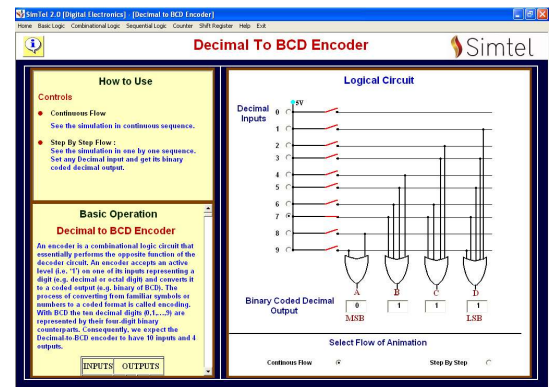 SimTel 2.0 [Digital Electronics] - [Decimal to BCD Encoder]
Home Basic Logic Combinational Logic Sequential Logic Counter Shift Register Help Exit
Decimal To BCD Encoder
Simtel
How to Use
Controls
Continuous Flow
See the simulation in continuous sequence.
Step By Step Flow :
See the simulation in one by one sequence.
Set any Decimal input and get its binary
coded decimal output.
Basic Operation
Decimal to BCD Encoder
An encoder is a combinational logic circuit that
essentially performs the opposite function of the
decoder circuit. An encoder accepts an active
level (i.e. '1') on one of its inputs representing a
digit (e.g. decimal or octal digit) and converts it
to a coded output (e.g. binary of BCD). The
process of converting from familiar symbols or
numbers to a coded format is called encoding.
With BCD the ten decimal digits (0,1,...,9) are
represented by their four-digit binary
counterparts. Consequently, we expect the
Decimal-to-BCD encoder to have 10 inputs and 4
outputs.
INPUTS OUTPUTS
Logical Circuit
5V
Decimal
Inputs
0
1
2
3
4
5
6
7
8
9
A B C D
Binary Coded Decimal
Output
0 1 1 1
MSB LSB
Select Flow of Animation
Continous Flow Step By Step